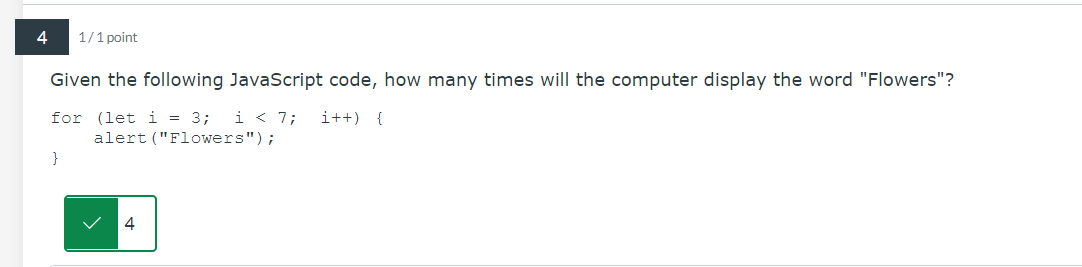 4 1/1 point
Given the following JavaScript code, how many times will the computer display the word "Flowers"?
for (let i = 3;  i < 7;  i++) {
    alert("Flowers");
}
✓ 4